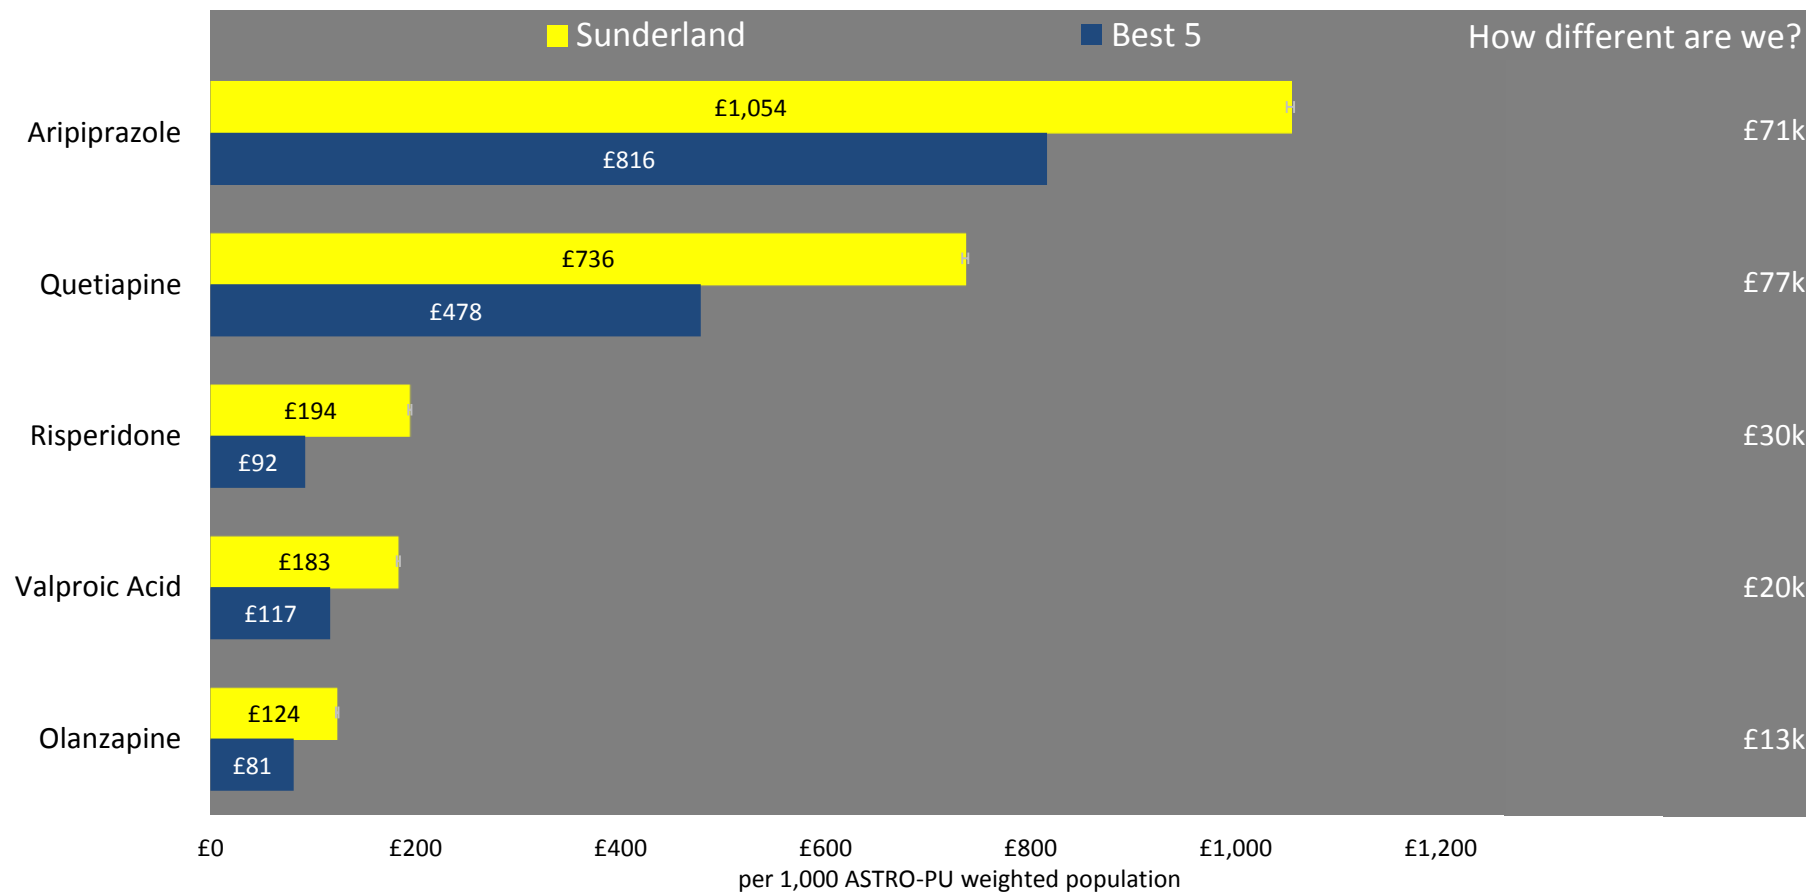 Sunderland
Best 5
How different are we?
Aripiprazole
£1,054
£816
£71k
Quetiapine
£736
£478
£77k
Risperidone
£194
£92
£30k
Valproic Acid
£183
£117
£20k
Olanzapine
£124
£81
£13k
£0 £200 £400 £600 £800 £1,000 £1,200
per 1,000 ASTRO-PU weighted population